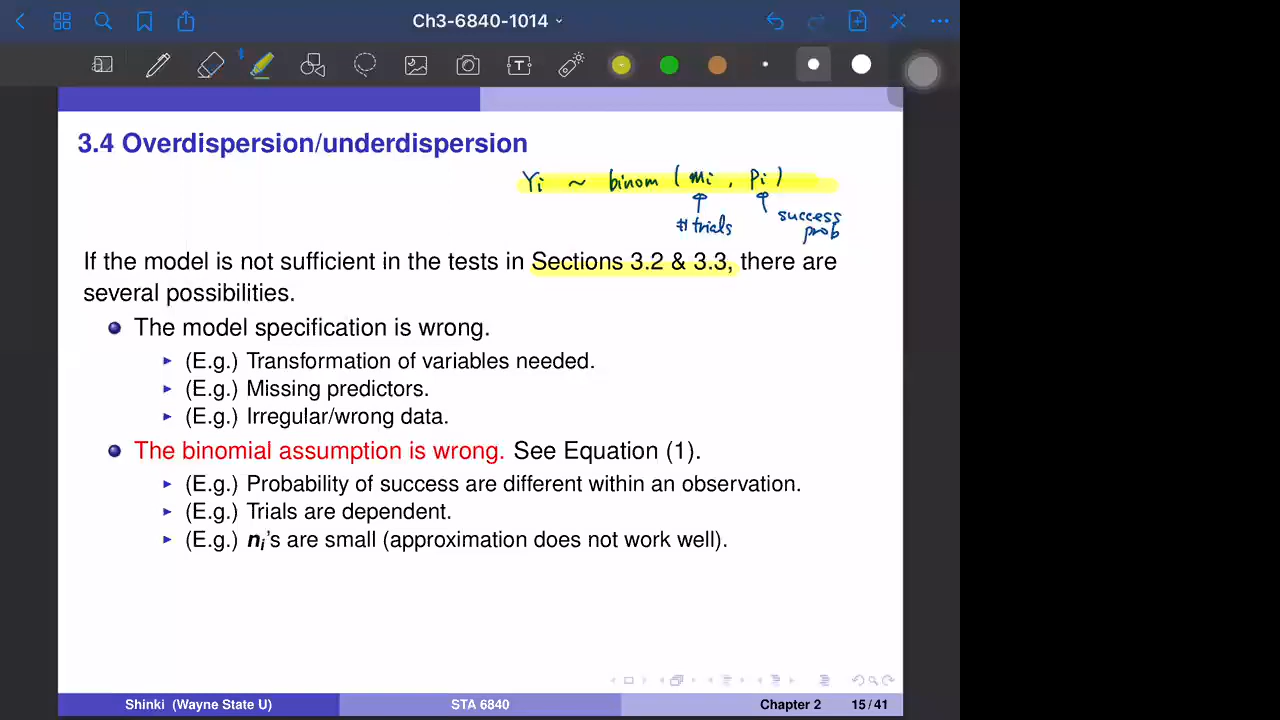 Ch3-6840-1014
3.4 Overdispersion/underdispersion
Yi ~ binom ( mi , pi )
# trials
success
prob
If the model is not sufficient in the tests in Sections 3.2 & 3.3, there are
several possibilities.
The model specification is wrong.
(E.g.) Transformation of variables needed.
(E.g.) Missing predictors.
(E.g.) Irregular/wrong data.
The binomial assumption is wrong. See Equation (1).
(E.g.) Probability of success are different within an observation.
(E.g.) Trials are dependent.
(E.g.) nᵢ's are small (approximation does not work well).
Shinki (Wayne State U) STA 6840 Chapter 2 15 / 41